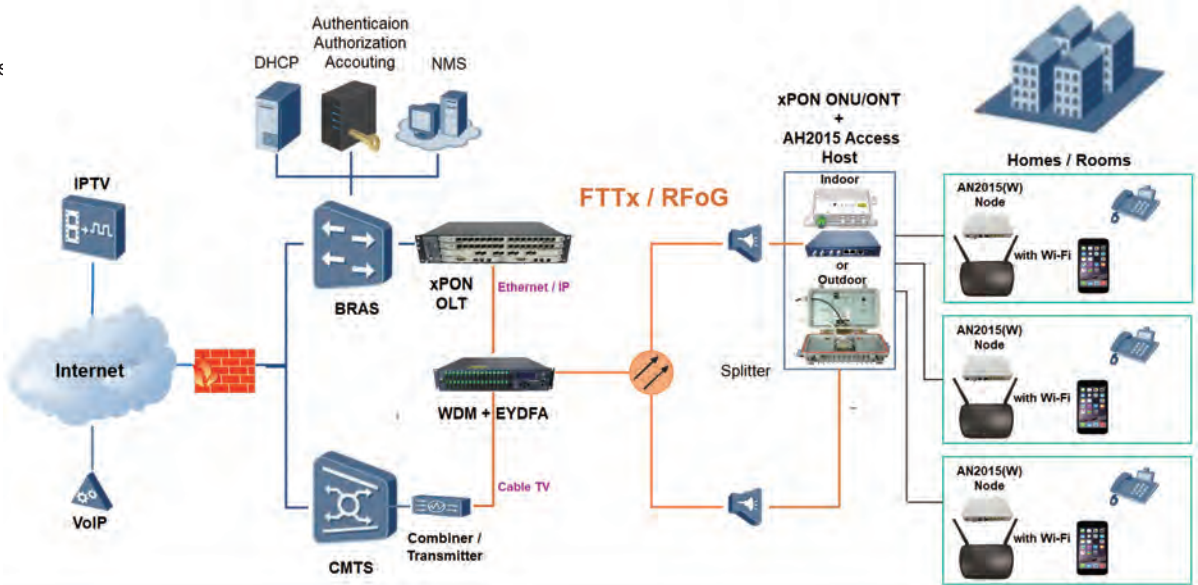 Authenticaion
Authorization
Accouting
DHCP
NMS
IPTV
Internet
VoIP
BRAS
xPON
OLT
Ethernet / IP
WDM + EYDFA
Cable TV
CMTS
Combiner /
Transmitter
FTTx / RFoG
Splitter
xPON ONU/ONT
+
AH2015 Access
Host
Indoor
or
Outdoor
Homes / Rooms
AN2015(W)
Node
with Wi-Fi
AN2015(W)
Node
with Wi-Fi
AN2015(W)
Node
with Wi-Fi